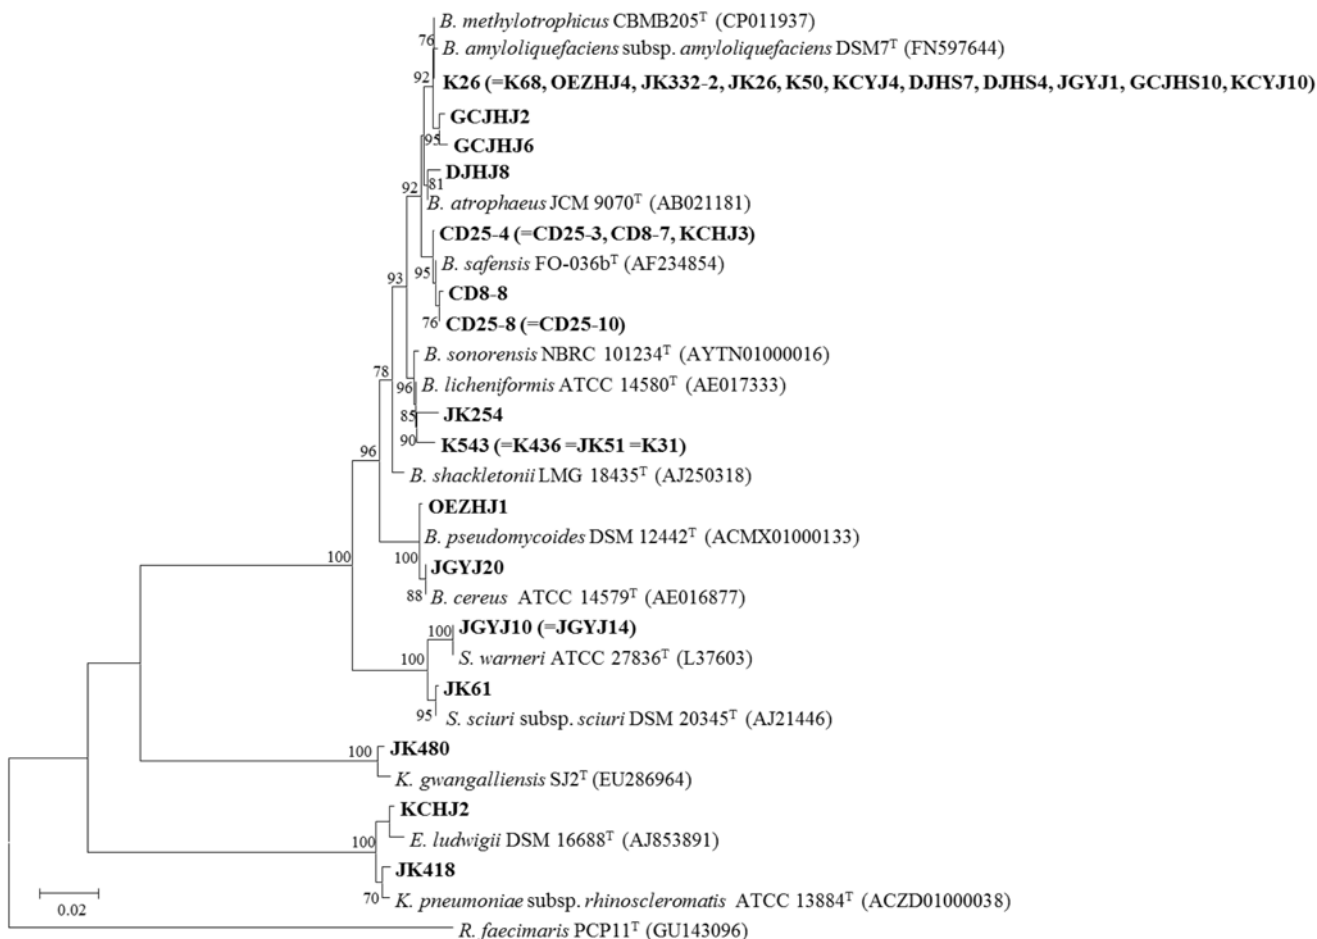 B. methylotrophicus CBMB205ᵀ (CP011937)
76
B. amyloliquefaciens subsp. amyloliquefaciens DSM7ᵀ (FN597644)
92
K26 (=K68, OEZHJ4, JK332-2, JK26, K50, KCYJ4, DJHS7, DJHS4, JGYJ1, GCJHS10, KCYJ10)
GCJHJ2
95
GCJHJ6
DJHJ8
92
81
B. atrophaeus JCM 9070ᵀ (AB021181)
CD25-4 (=CD25-3, CD8-7, KCHJ3)
B. safensis FO-036bᵀ (AF234854)
95
93
CD8-8
76
CD25-8 (=CD25-10)
B. sonorensis NBRC 101234ᵀ (AYTN01000016)
78
B. licheniformis ATCC 14580ᵀ (AE017333)
96
85
JK254
90
K543 (=K436 =JK51 =K31)
96
B. shackletonii LMG 18435ᵀ (AJ250318)
OEZHJ1
B. pseudomycoides DSM 12442ᵀ (ACMX01000133)
100
100
JGYJ20
88
B. cereus ATCC 14579ᵀ (AE016877)
100
JGYJ10 (=JGYJ14)
100
S. warneri ATCC 27836ᵀ (L37603)
JK61
95
S. sciuri subsp. sciuri DSM 20345ᵀ (AJ21446)
100
JK480
K. gwangalliensis SJ2ᵀ (EU286964)
KCHJ2
100
E. ludwigii DSM 16688ᵀ (AJ853891)
JK418
70
K. pneumoniae subsp. rhinoscleromatis ATCC 13884ᵀ (ACZD01000038)
0.02
R. faecimaris PCP11ᵀ (GU143096)